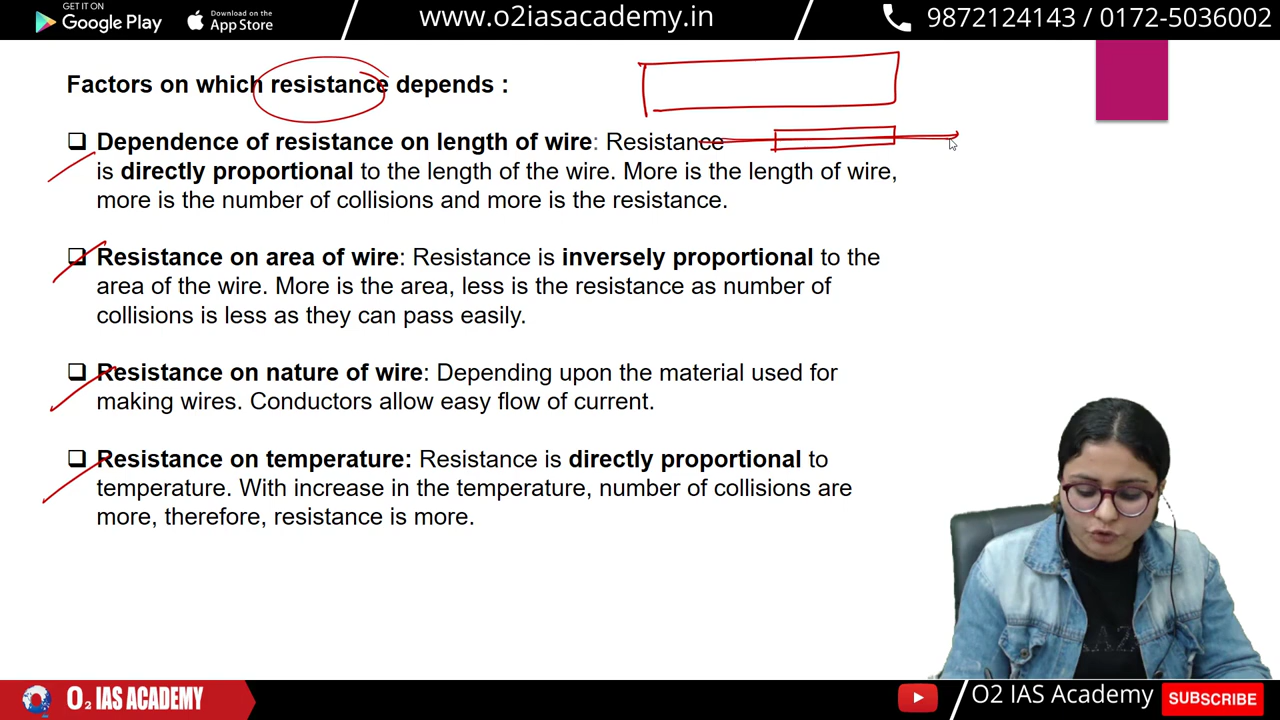 GET IT ON
Google Play
Download on the
App Store
www.o2iasacademy.in
9872124143 / 0172-5036002
Factors on which resistance depends :
❑ Dependence of resistance on length of wire: Resistance
is directly proportional to the length of the wire. More is the length of wire,
more is the number of collisions and more is the resistance.
❑ Resistance on area of wire: Resistance is inversely proportional to the
area of the wire. More is the area, less is the resistance as number of
collisions is less as they can pass easily.
❑ Resistance on nature of wire: Depending upon the material used for
making wires. Conductors allow easy flow of current.
❑ Resistance on temperature: Resistance is directly proportional to
temperature. With increase in the temperature, number of collisions are
more, therefore, resistance is more.
O2 IAS ACADEMY
O2 IAS Academy
SUBSCRIBE